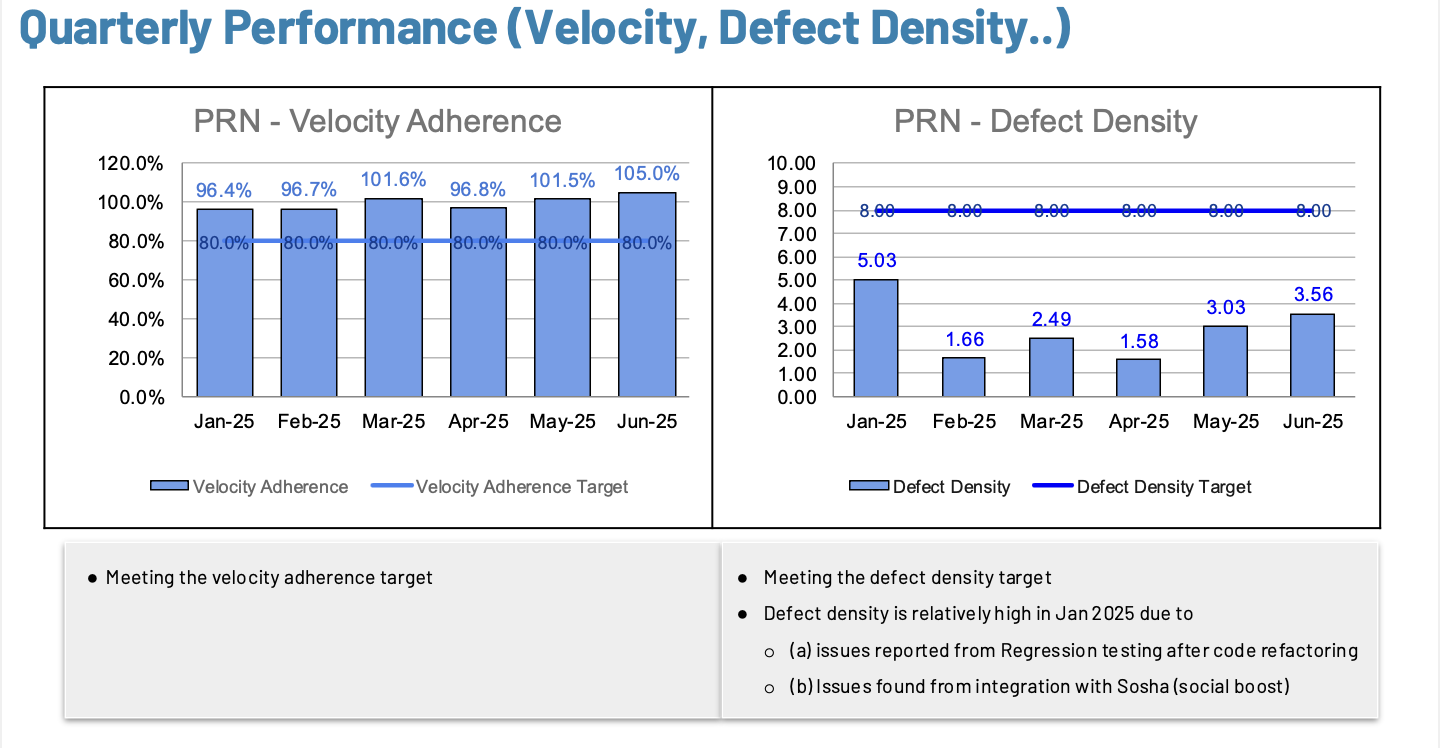 Quarterly Performance (Velocity, Defect Density..)
PRN - Velocity Adherence
120.0%
100.0%
80.0%
60.0%
40.0%
20.0%
0.0%
96.4% 96.7% 101.6% 96.8% 101.5% 105.0%
80.0% 80.0% 80.0% 80.0% 80.0% 80.0%
Jan-25 Feb-25 Mar-25 Apr-25 May-25 Jun-25
Velocity Adherence Velocity Adherence Target
PRN - Defect Density
10.00
9.00
8.00
7.00
6.00
5.00
4.00
3.00
2.00
1.00
0.00
8.00 8.00 8.00 8.00 8.00 8.00
5.03 1.66 2.49 1.58 3.03 3.56
Jan-25 Feb-25 Mar-25 Apr-25 May-25 Jun-25
Defect Density Defect Density Target
● Meeting the velocity adherence target
● Meeting the defect density target
● Defect density is relatively high in Jan 2025 due to
○ (a) issues reported from Regression testing after code refactoring
○ (b) Issues found from integration with Sosha (social boost)